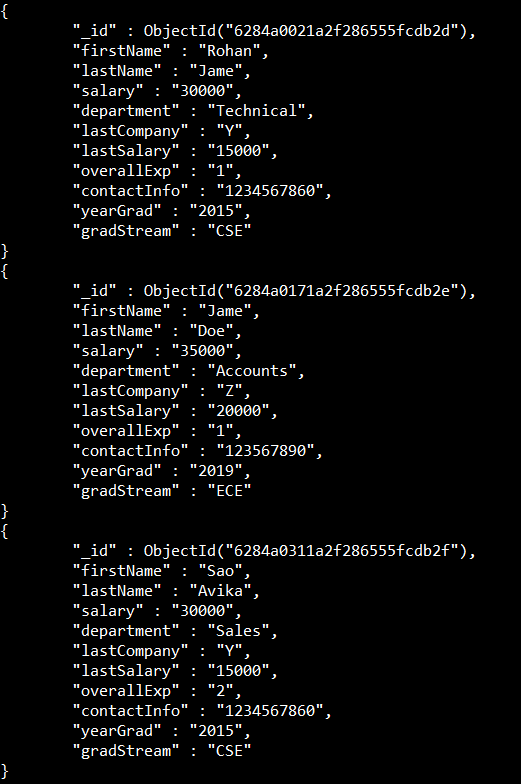 {
"_id" : ObjectId("6284a0021a2f286555fcdb2d"),
"firstName" : "Rohan",
"lastName" : "Jame",
"salary" : "30000",
"department" : "Technical",
"lastCompany" : "Y",
"lastSalary" : "15000",
"overallExp" : "1",
"contactInfo" : "1234567860",
"yearGrad" : "2015",
"gradStream" : "CSE"
}
{
"_id" : ObjectId("6284a0171a2f286555fcdb2e"),
"firstName" : "Jame",
"lastName" : "Doe",
"salary" : "35000",
"department" : "Accounts",
"lastCompany" : "Z",
"lastSalary" : "20000",
"overallExp" : "1",
"contactInfo" : "123567890",
"yearGrad" : "2019",
"gradStream" : "ECE"
}
{
"_id" : ObjectId("6284a0311a2f286555fcdb2f"),
"firstName" : "Sao",
"lastName" : "Avika",
"salary" : "30000",
"department" : "Sales",
"lastCompany" : "Y",
"lastSalary" : "15000",
"overallExp" : "2",
"contactInfo" : "1234567860",
"yearGrad" : "2015",
"gradStream" : "CSE"
}